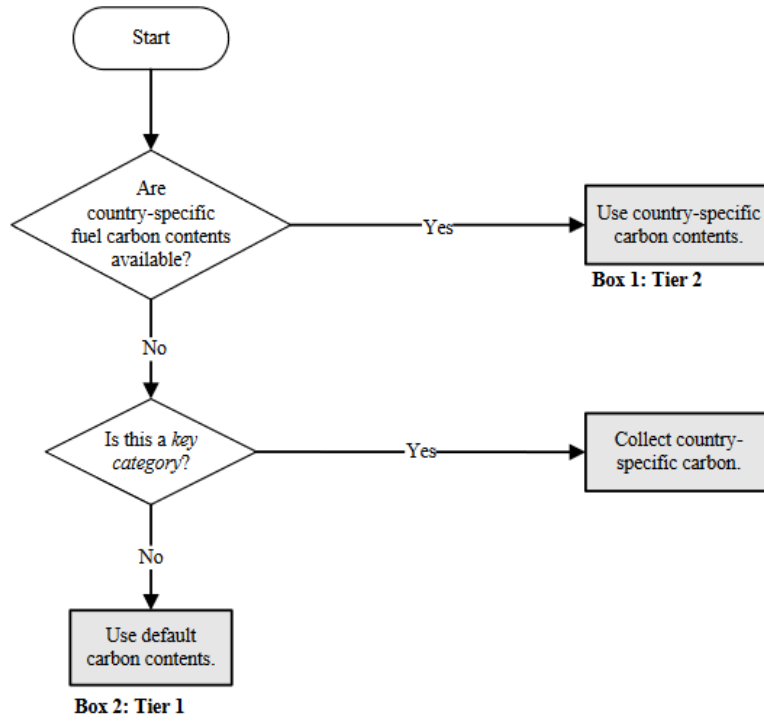 Start
Are
country-specific
fuel carbon contents
available?
Yes
Use country-specific
carbon contents.
Box 1: Tier 2
No
Is this a key
category?
Yes
Collect country-
specific carbon.
No
Use default
carbon contents.
Box 2: Tier 1